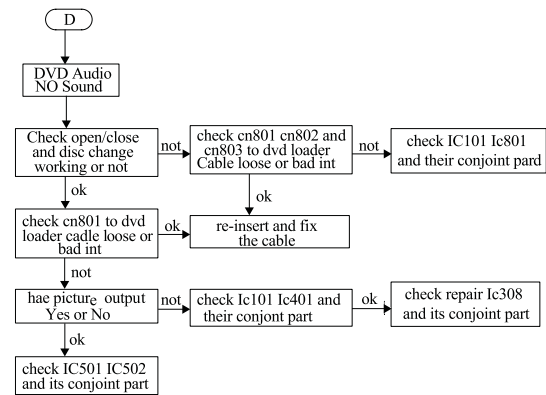 D
DVD Audio
NO Sound
Check open/close
and disc change
working or not
not
check cn801 cn802 and
cn803 to dvd loader
Cable loose or bad int
not
check IC101 Ic801
and their conjoint pard
ok
ok
check cn801 to dvd
loader cadle loose or
bad int
ok
re-insert and fix
the cable
not
hae picture output
Yes or No
not
check Ic101 Ic401 and
their conjont part
ok
check repair Ic308
and its conjoint part
ok
check IC501 IC502
and its conjoint part